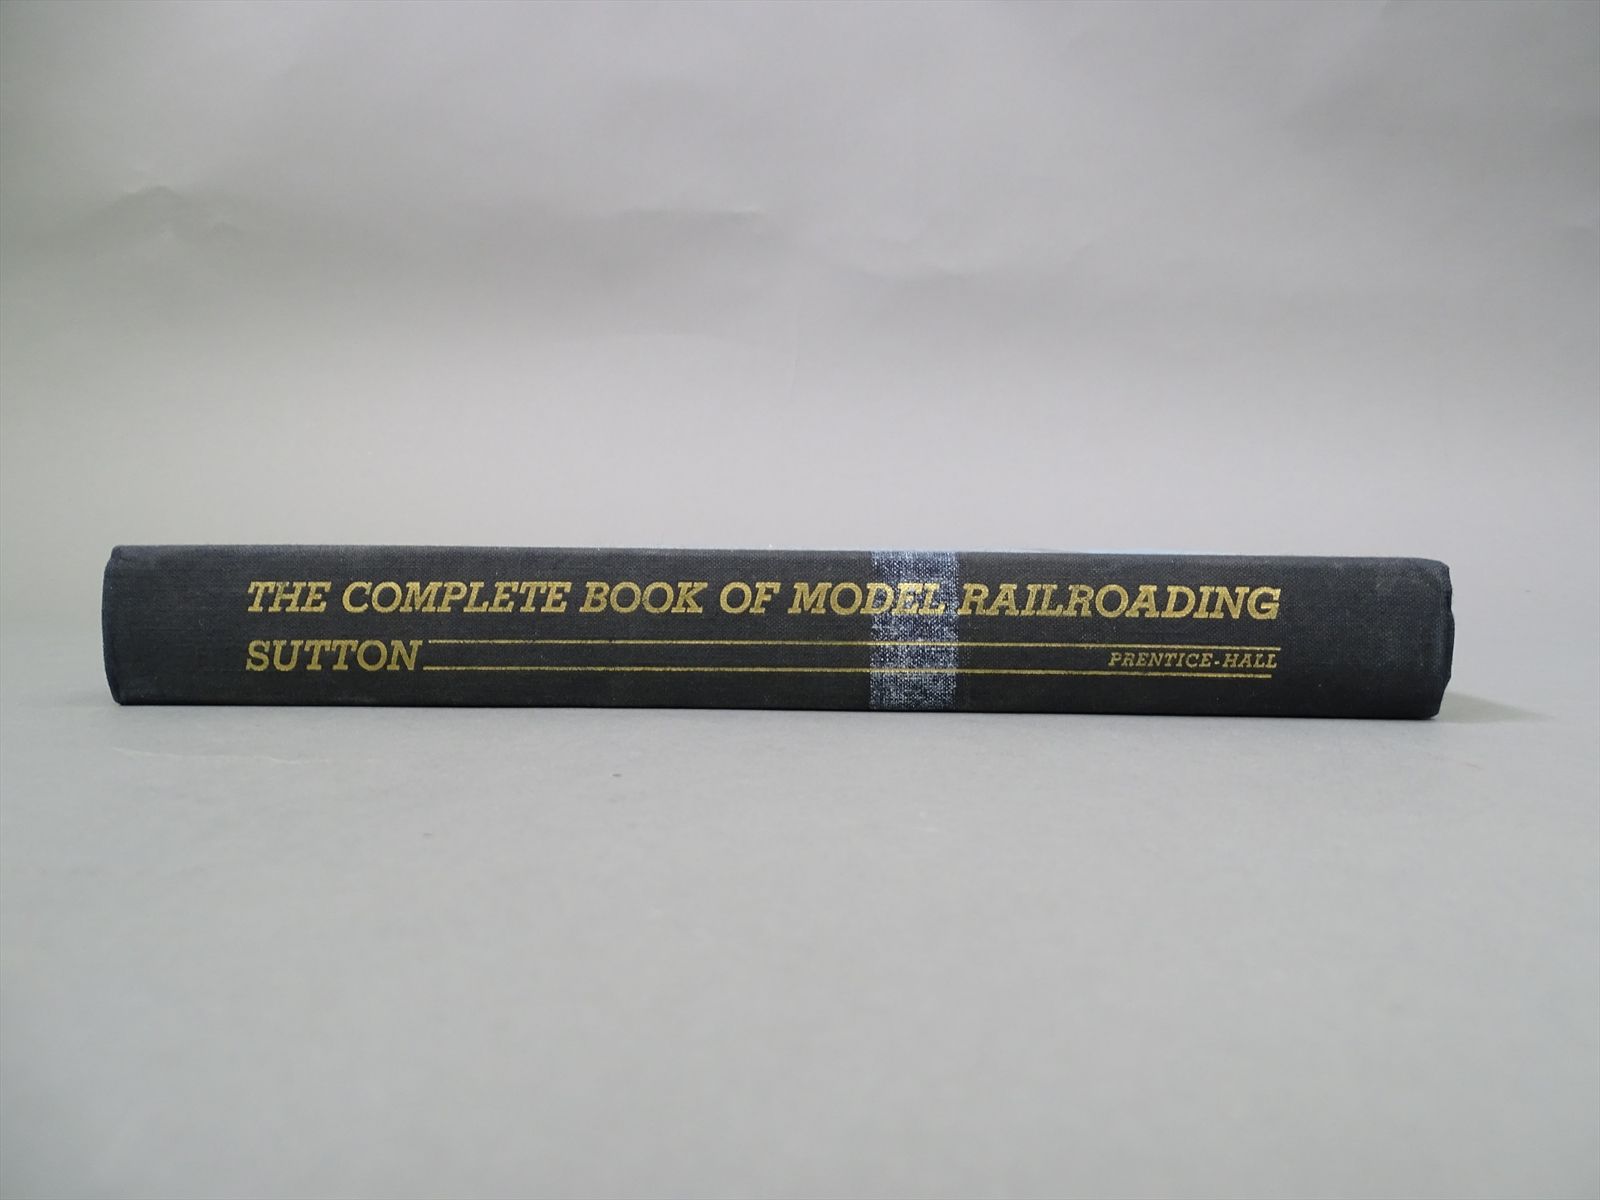 THE COMPLETE BOOK OF MODEL RAILROADING
SUTTON PRENTICE-HALL